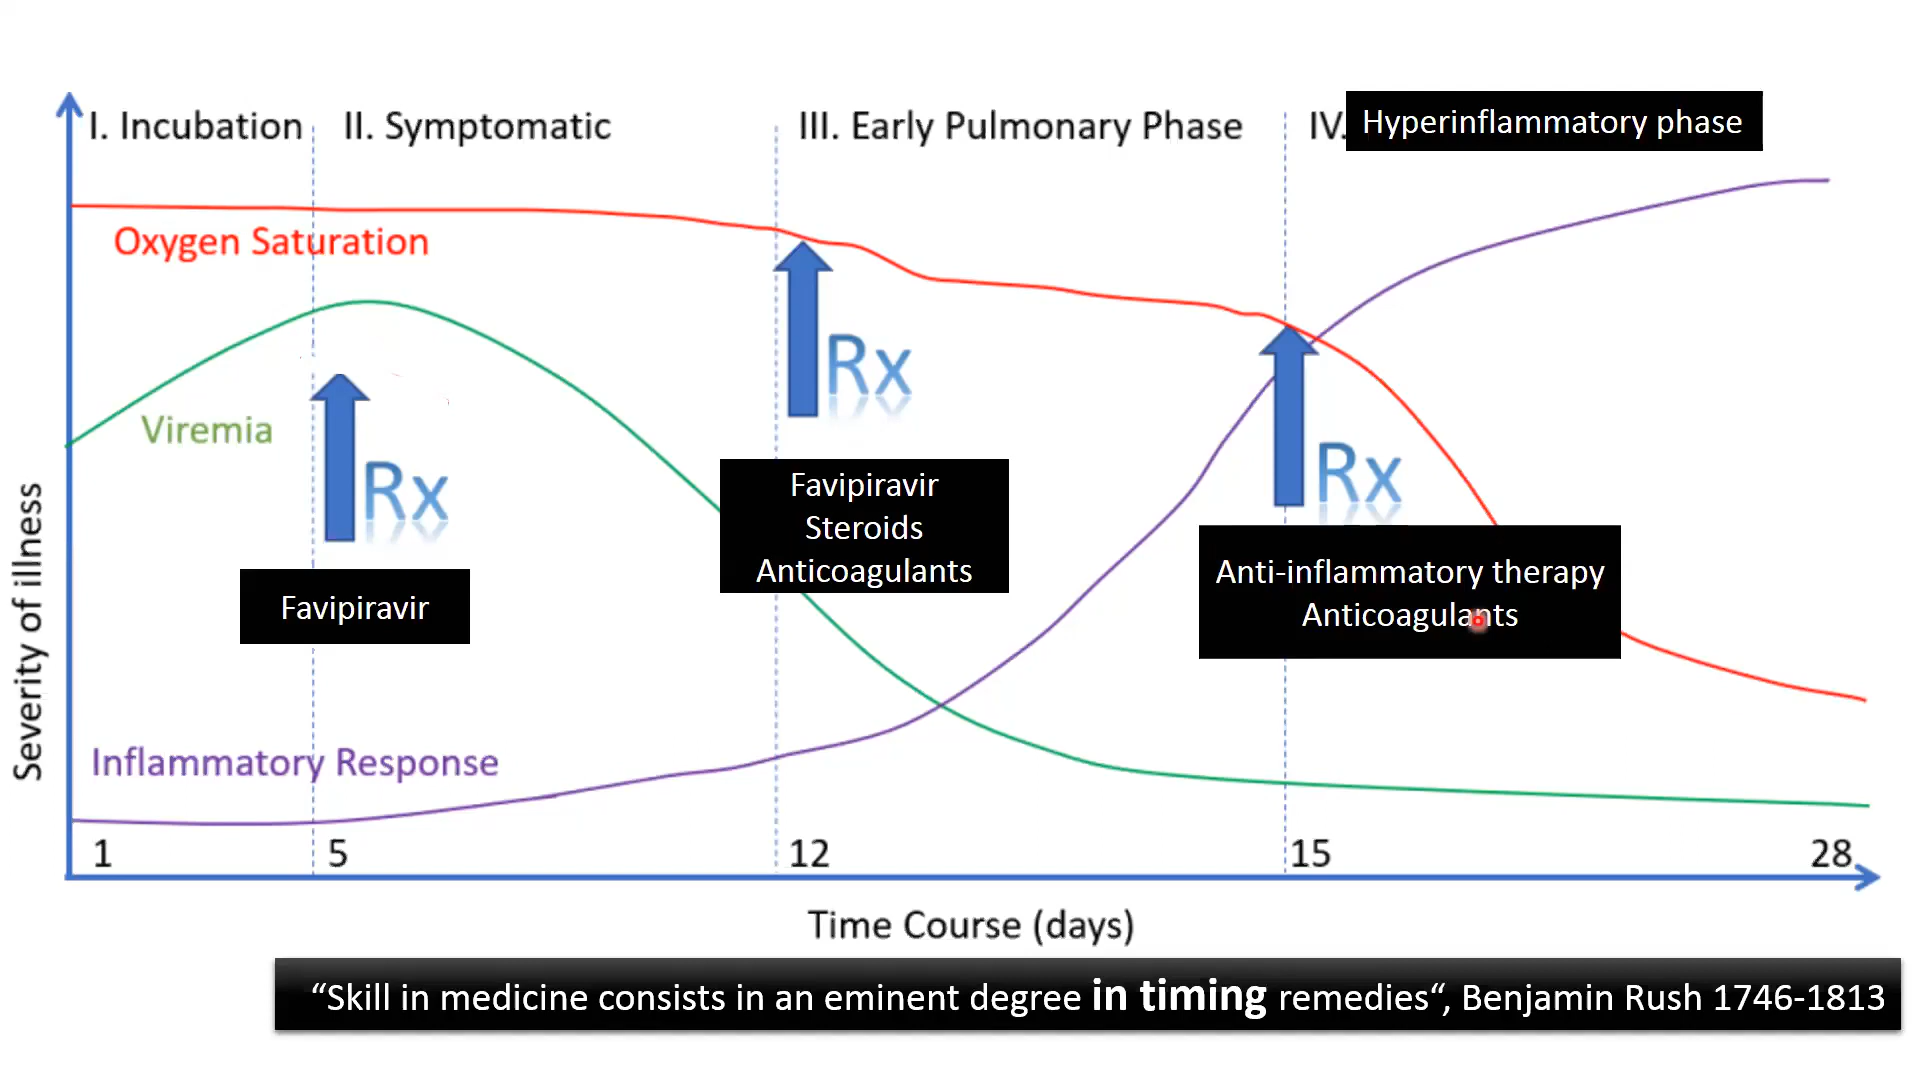 I. Incubation
II. Symptomatic
III. Early Pulmonary Phase
IV.
Hyperinflammatory phase
Oxygen Saturation
Viremia
Rx
Rx
Rx
Favipiravir
Favipiravir
Steroids
Anticoagulants
Anti-inflammatory therapy
Anticoagulants
Inflammatory Response
Severity of illness
1
5
12
15
28
Time Course (days)
“Skill in medicine consists in an eminent degree in timing remedies“, Benjamin Rush 1746-1813